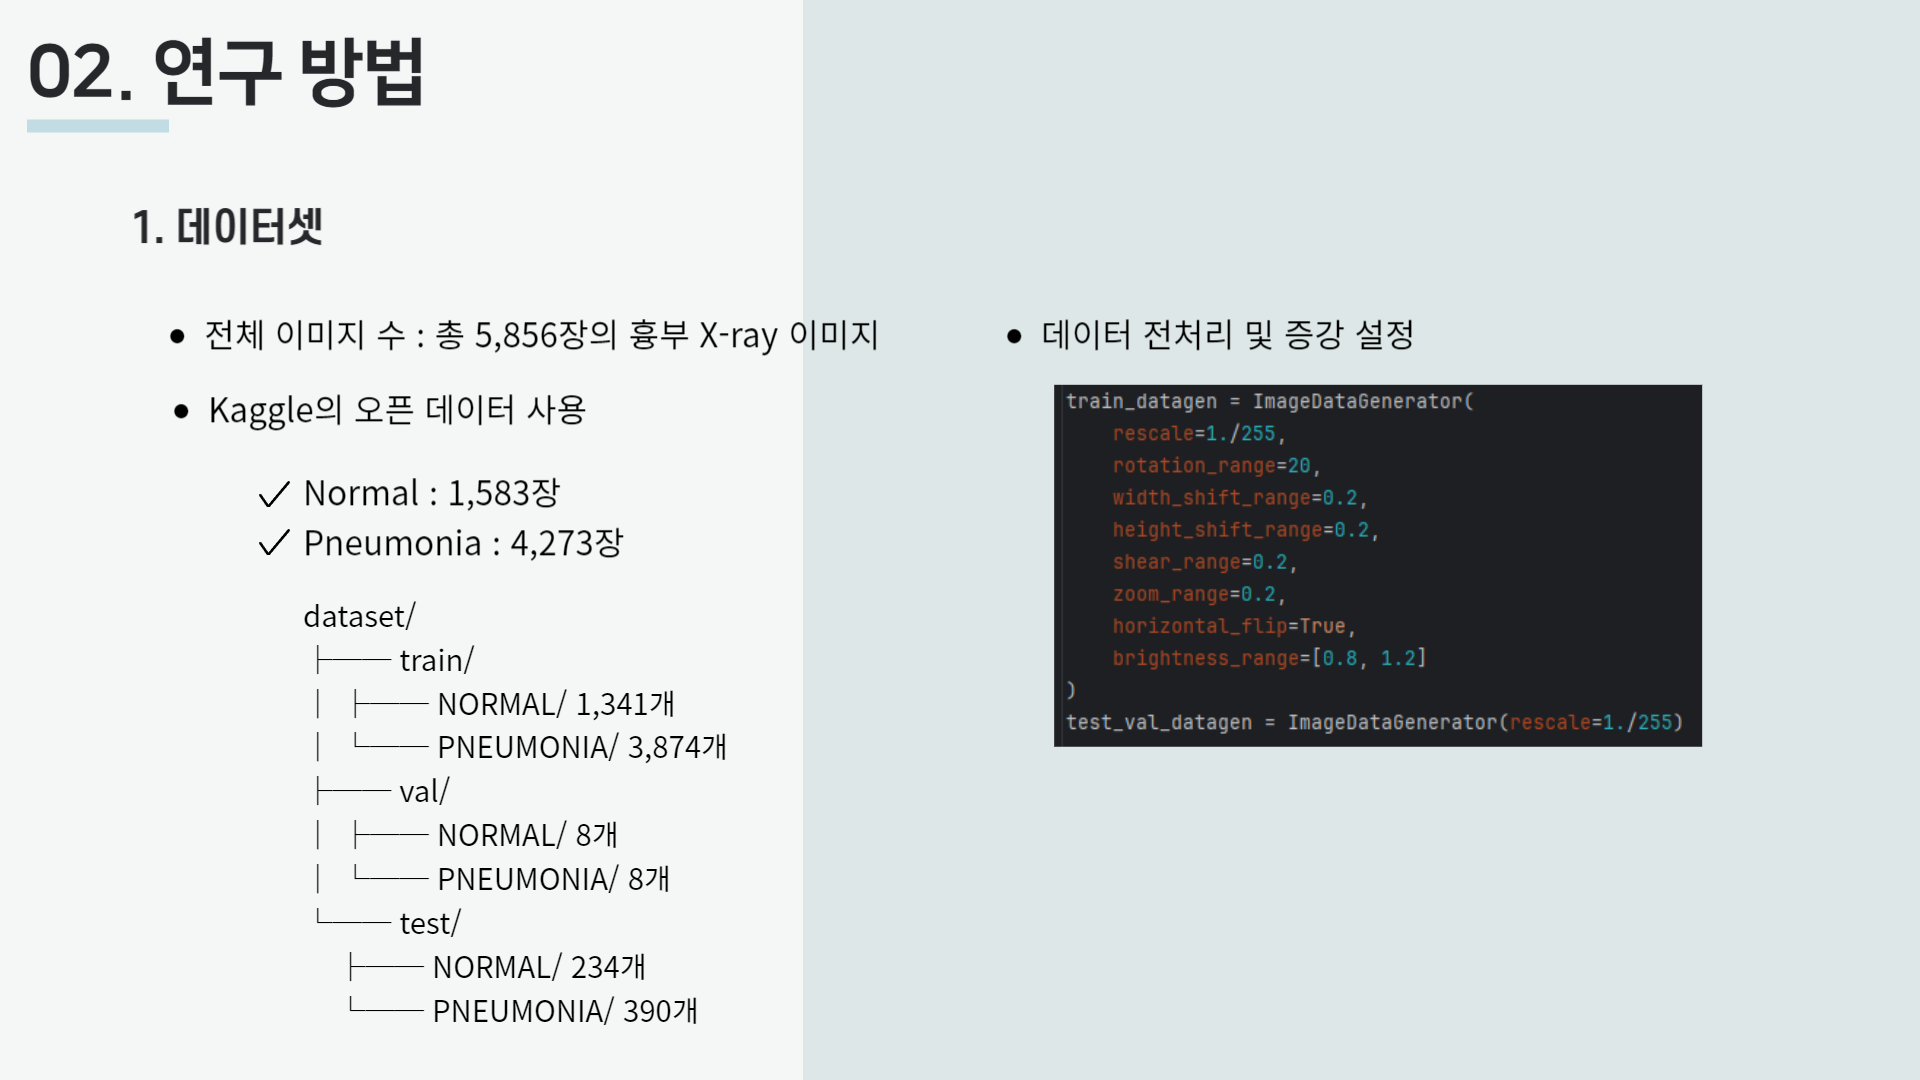 02. 연구 방법
1. 데이터셋
● 전체 이미지 수 : 총 5,856장의 흉부 X-ray 이미지
● Kaggle의 오픈 데이터 사용
✓ Normal : 1,583장
✓ Pneumonia : 4,273장
dataset/
├── train/
│ ├── NORMAL/ 1,341개
│ └── PNEUMONIA/ 3,874개
├── val/
│ ├── NORMAL/ 8개
│ └── PNEUMONIA/ 8개
└── test/
├── NORMAL/ 234개
└── PNEUMONIA/ 390개
● 데이터 전처리 및 증강 설정
train_datagen = ImageDataGenerator(
rescale=1./255,
rotation_range=20,
width_shift_range=0.2,
height_shift_range=0.2,
shear_range=0.2,
zoom_range=0.2,
horizontal_flip=True,
brightness_range=[0.8, 1.2]
)
test_val_datagen = ImageDataGenerator(rescale=1./255)